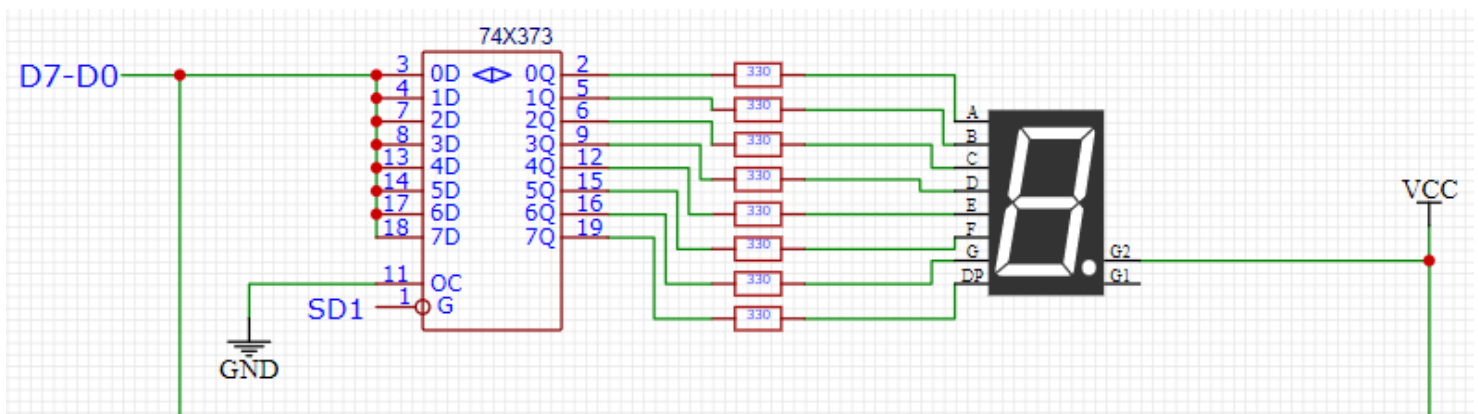 74X373
D7-D0
3 0D 0Q 2
4 1D 1Q 5
7 2D 2Q 6
8 3D 3Q 9
13 4D 4Q 12
14 5D 5Q 15
17 6D 6Q 16
18 7D 7Q 19
11 OC
SD1 1 G
GND
330
330
330
330
330
330
330
330
A
B
C
D
E
F
G G2
DP G1
VCC